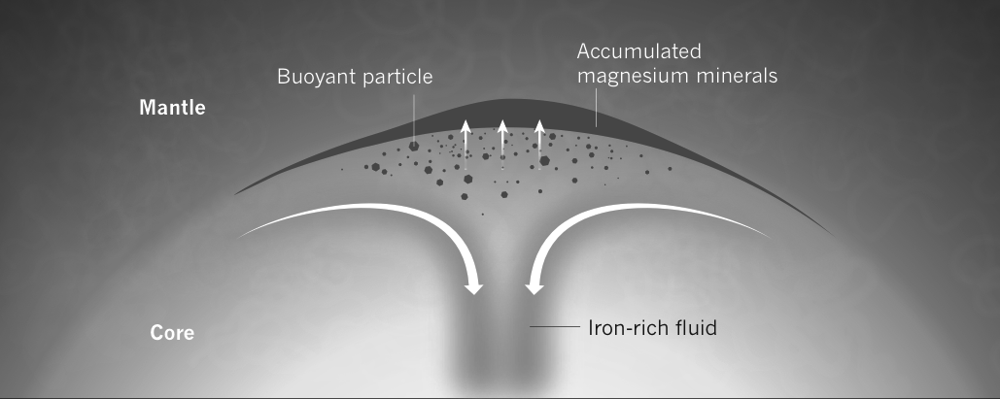 Accumulated
magnesium minerals
Buoyant particle
Mantle
Core
Iron-rich fluid